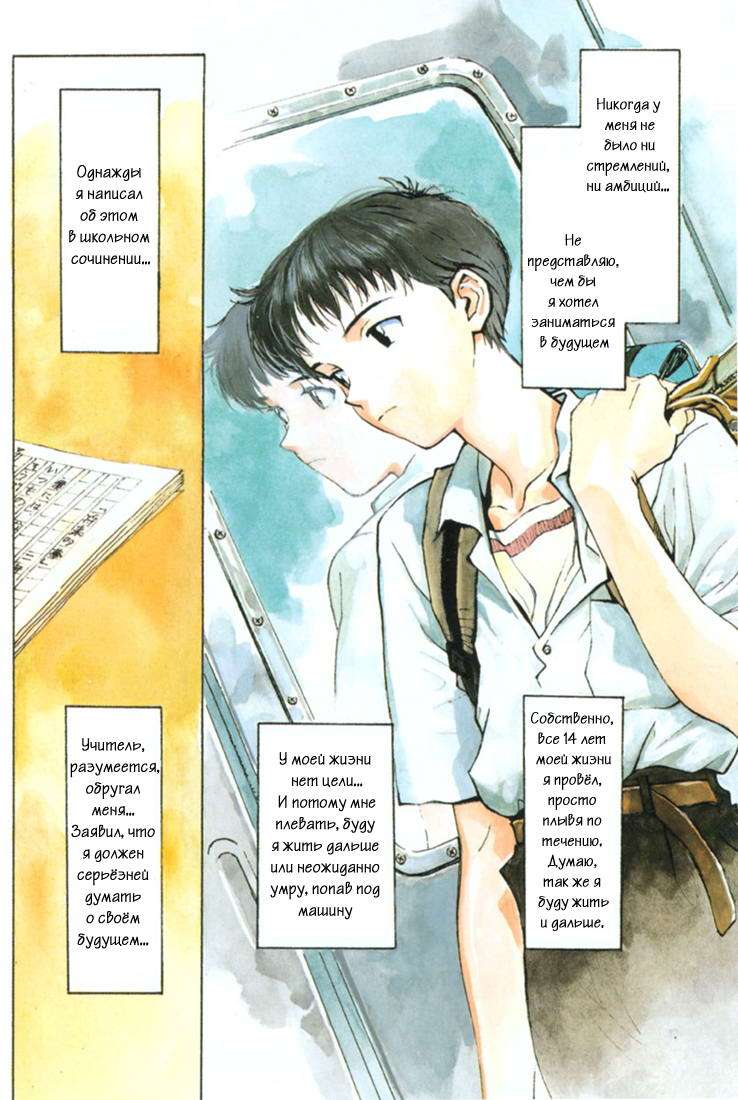 Никогда у
меня не
было ни
стремлений,
ни амбиций...
Не
представляю,
чем бы
я хотел
заниматься
в будущем
Однажды
я написал
об этом
в школьном
сочинении...
Учитель,
разумеется,
обругал
меня...
Заявил, что
я должен
серьёзней
думать
о своём
будущем...
У моей жизни
нет цели...
И потому мне
плевать, буду
я жить дальше
или неожиданно
умру, попав под
машину
Собственно,
все 14 лет
моей жизни
я провёл,
просто
плывя по
течению.
Думаю,
так же я
буду жить
и дальше.